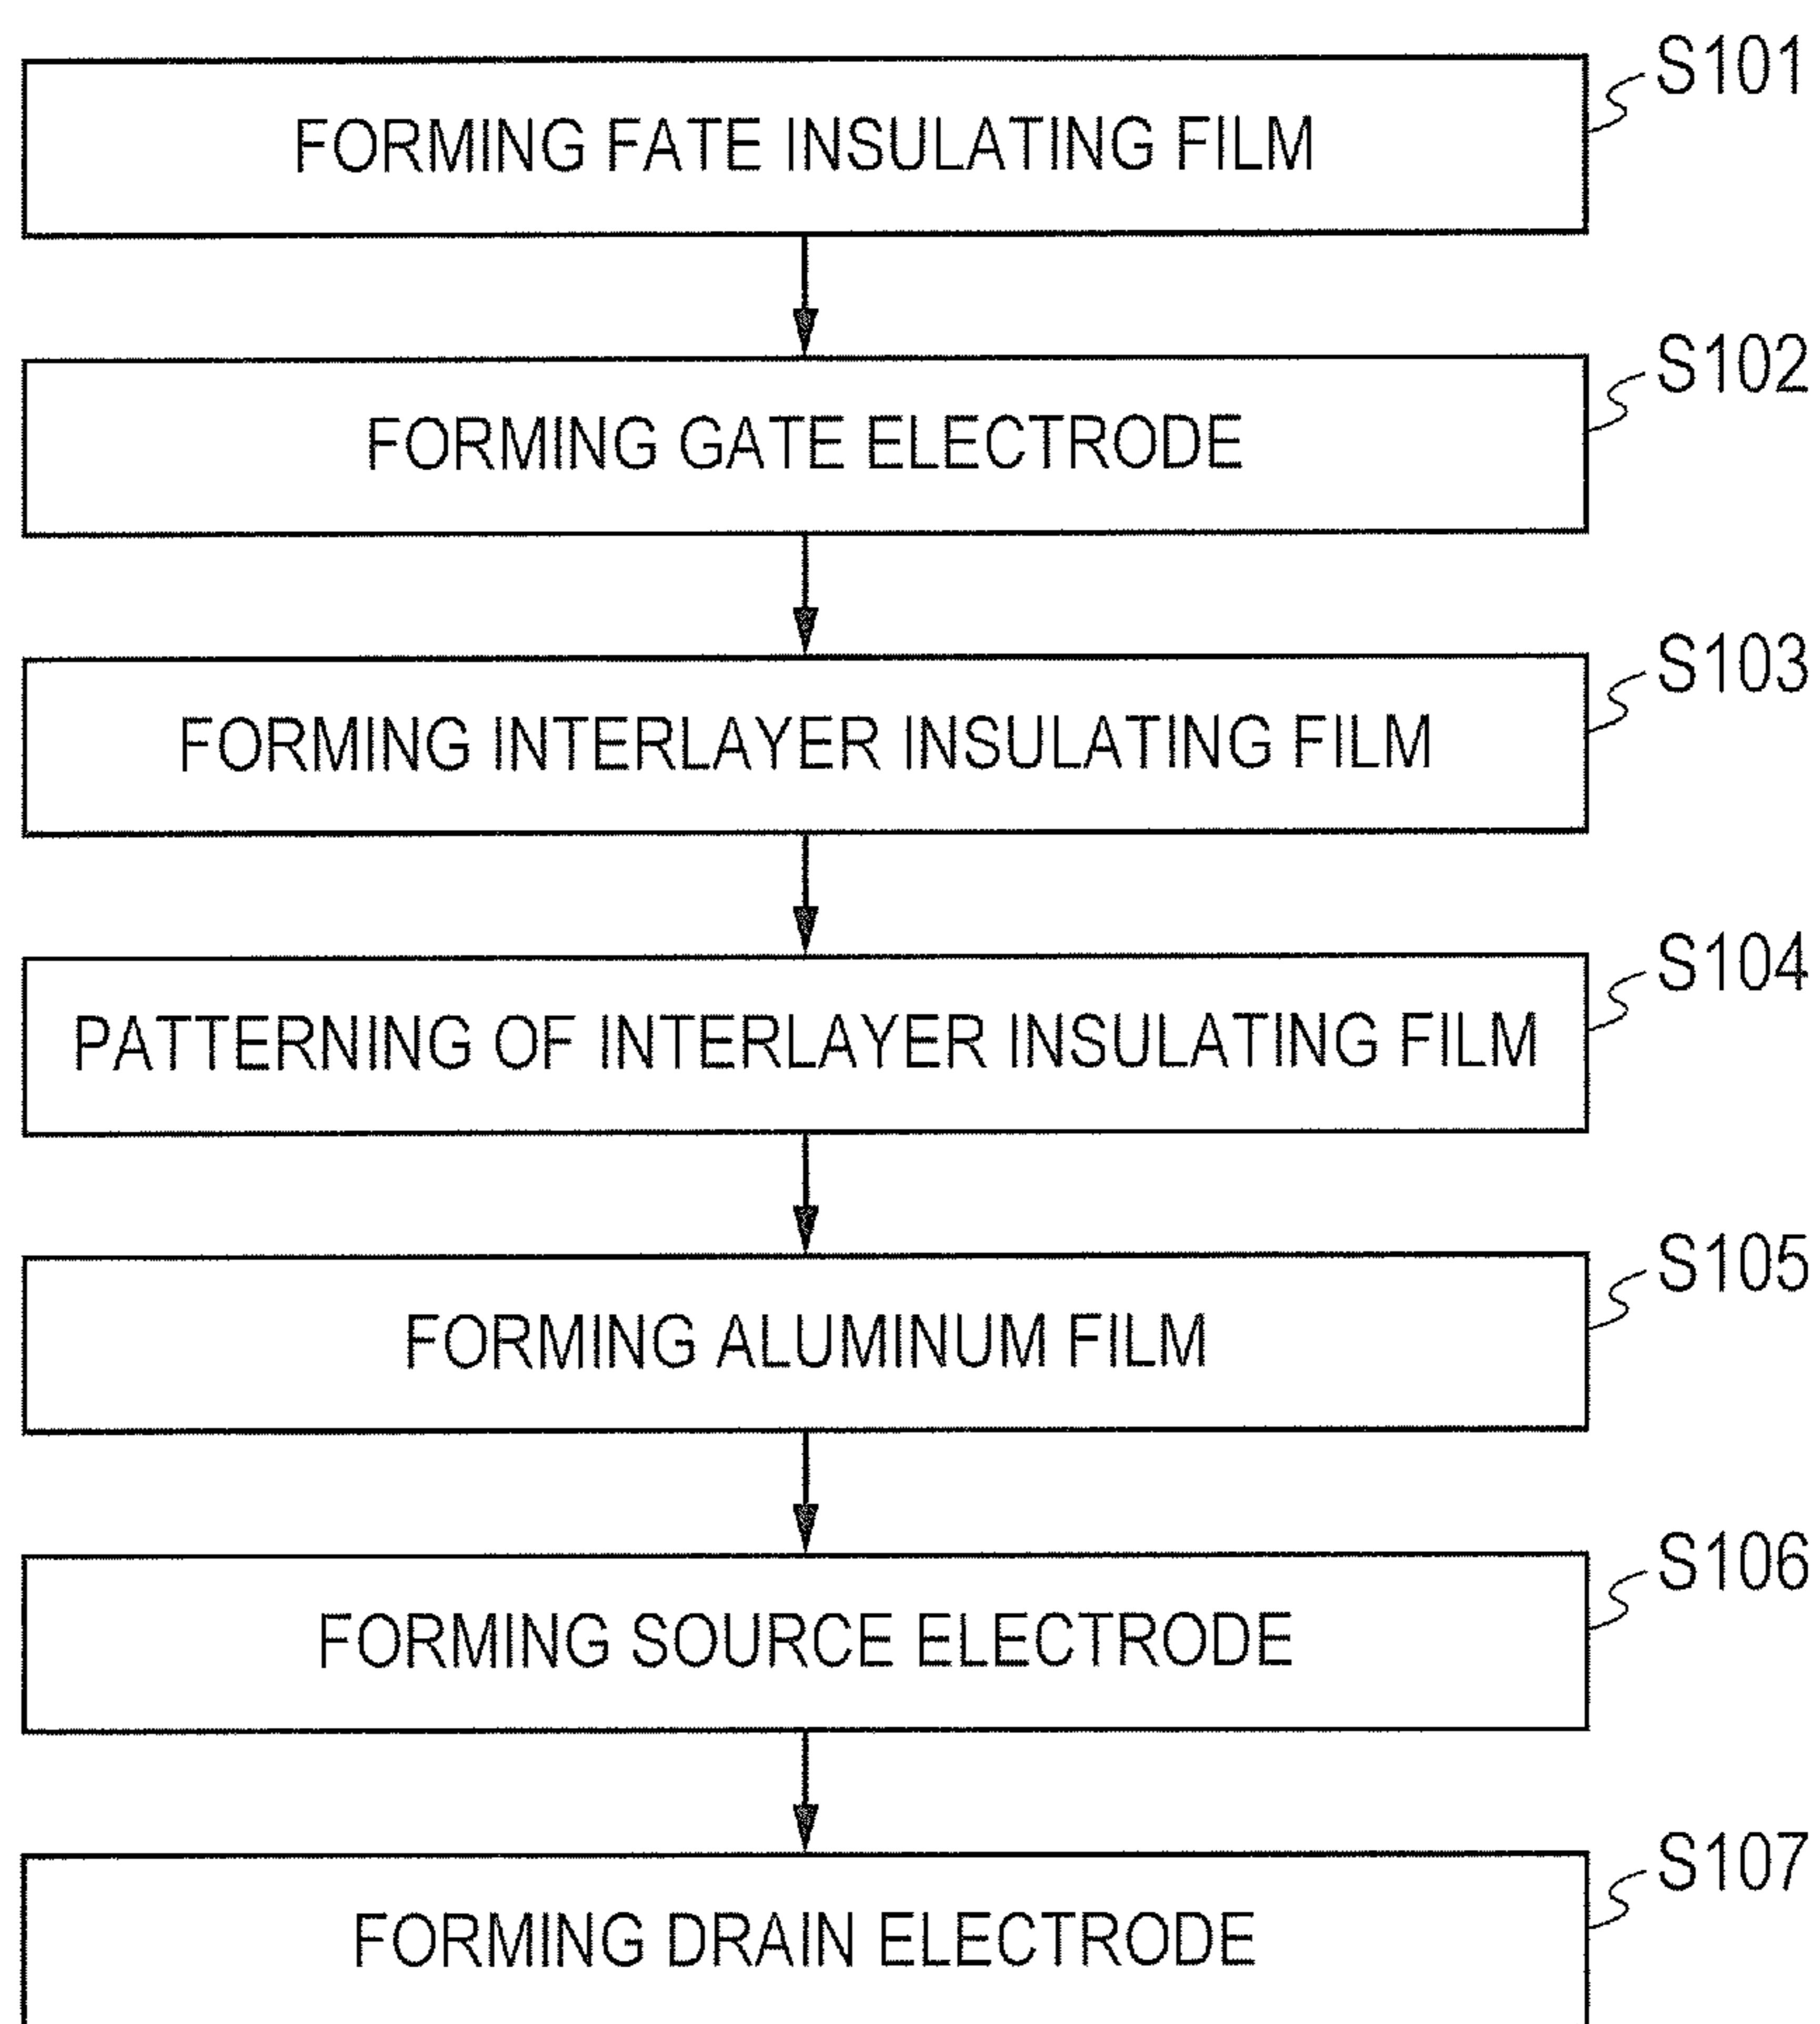 S101
FORMING FATE INSULATING FILM
S102
FORMING GATE ELECTRODE
S103
FORMING INTERLAYER INSULATING FILM
S104
PATTERNING OF INTERLAYER INSULATING FILM
S105
FORMING ALUMINUM FILM
S106
FORMING SOURCE ELECTRODE
S107
FORMING DRAIN ELECTRODE